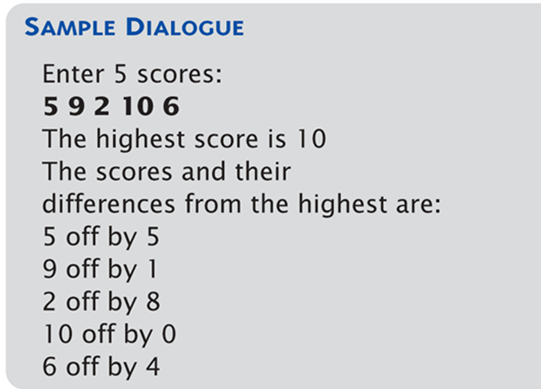 SAMPLE DIALOGUE
Enter 5 scores:
5 9 2 10 6
The highest score is 10
The scores and their
differences from the highest are:
5 off by 5
9 off by 1
2 off by 8
10 off by 0
6 off by 4